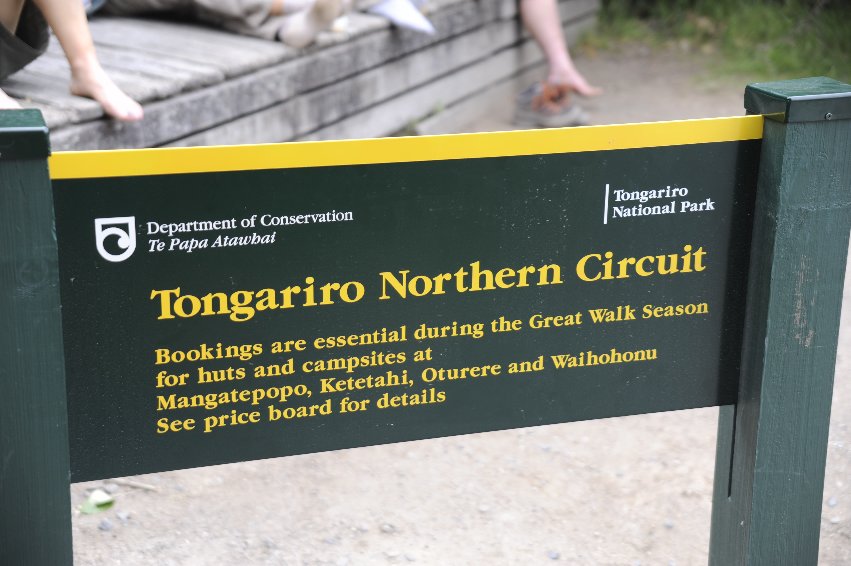 Department of Conservation
Te Papa Atawhai
Tongariro
National Park
Tongariro Northern Circuit
Bookings are essential during the Great Walk Season
for huts and campsites at
Mangatepopo, Ketetahi, Oturere and Waihohonu
See price board for details